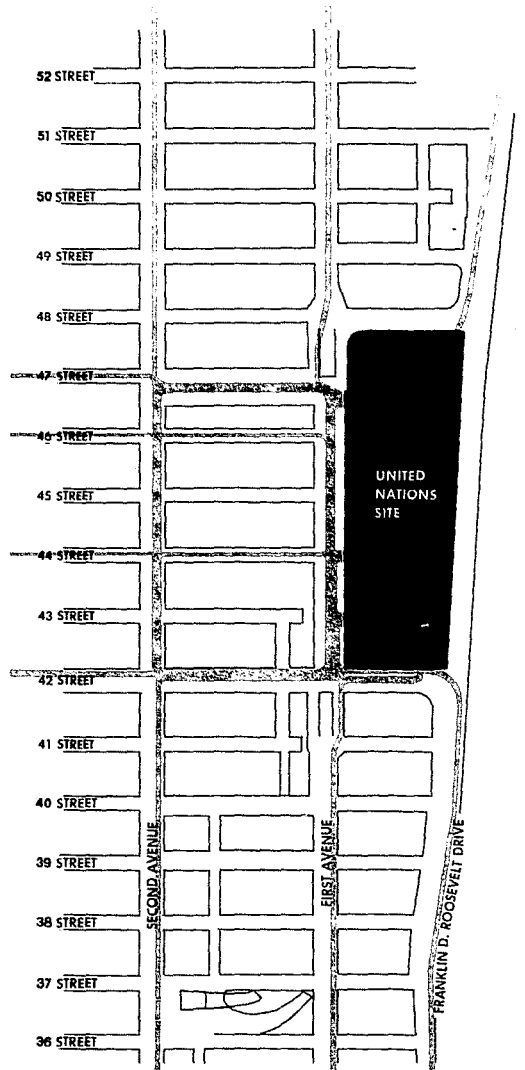 52 STREET
51 STREET
50 STREET
49 STREET
48 STREET
47 STREET
46 STREET
UNITED
NATIONS
SITE
45 STREET
44 STREET
43 STREET
42 STREET
41 STREET
40 STREET
39 STREET
38 STREET
37 STREET
36 STREET
SECOND AVENUE
FIRST AVENUE
FRANKLIN D. ROOSEVELT DRIVE